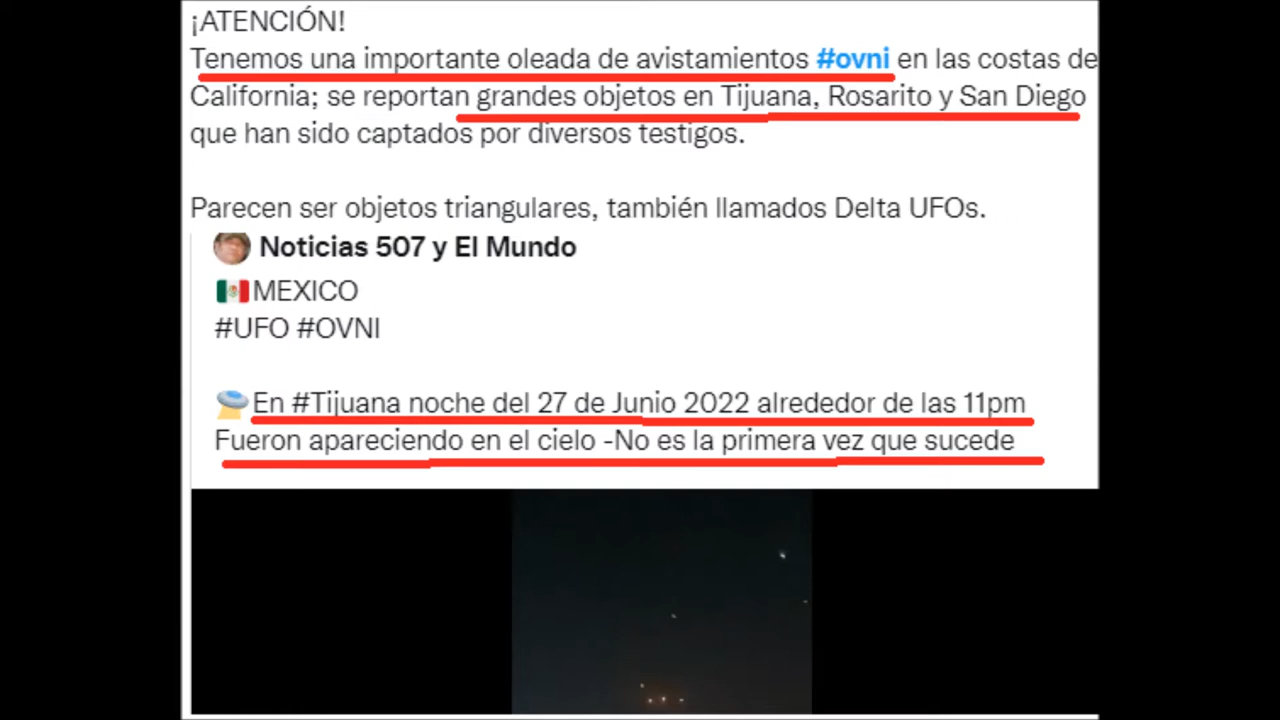 ¡ATENCIÓN!
Tenemos una importante oleada de avistamientos #ovni en las costas de
California; se reportan grandes objetos en Tijuana, Rosarito y San Diego
que han sido captados por diversos testigos.
Parecen ser objetos triangulares, también llamados Delta UFOs.
Noticias 507 y El Mundo
MEXICO
#UFO #OVNI
En #Tijuana noche del 27 de Junio 2022 alrededor de las 11pm
Fueron apareciendo en el cielo -No es la primera vez que sucede